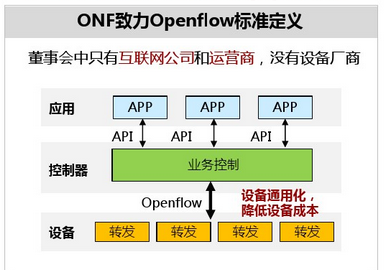 ONF致力Openflow标准定义
董事会中只有互联网公司和运营商，没有设备厂商
应用 APP APP APP
API API API
控制器 业务控制
Openflow 设备通用化，
降低设备成本
设备 转发 转发 转发 转发